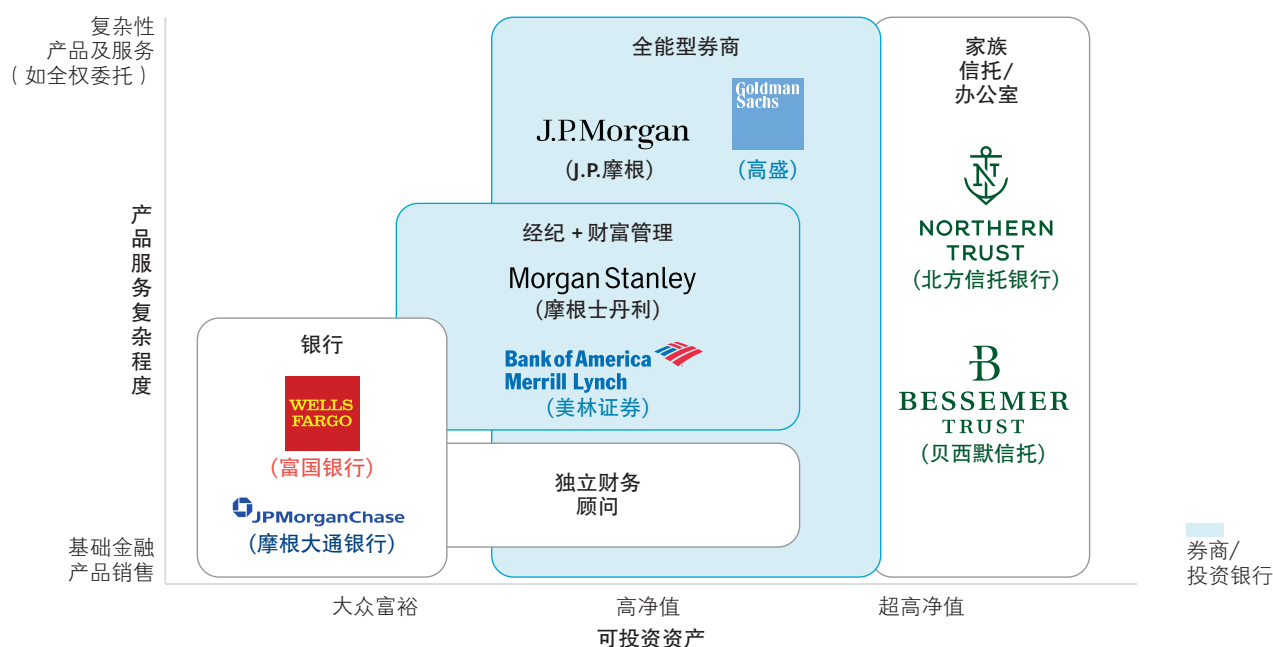 复杂性
产品及服务
（如全权委托）
产品服务复杂程度
基础金融
产品销售
全能型券商
J.P.Morgan
(J.P.摩根)
Goldman
Sachs
(高盛)
家族
信托/
办公室
N
NORTHERN
TRUST
(北方信托银行)
B
BESSEMER
TRUST
(贝西默信托)
经纪 + 财富管理
Morgan Stanley
(摩根士丹利)
Bank of America
Merrill Lynch
(美林证券)
银行
WELLS
FARGO
(富国银行)
JPMorganChase
(摩根大通银行)
独立财务
顾问
大众富裕
高净值
超高净值
可投资资产
券商/
投资银行